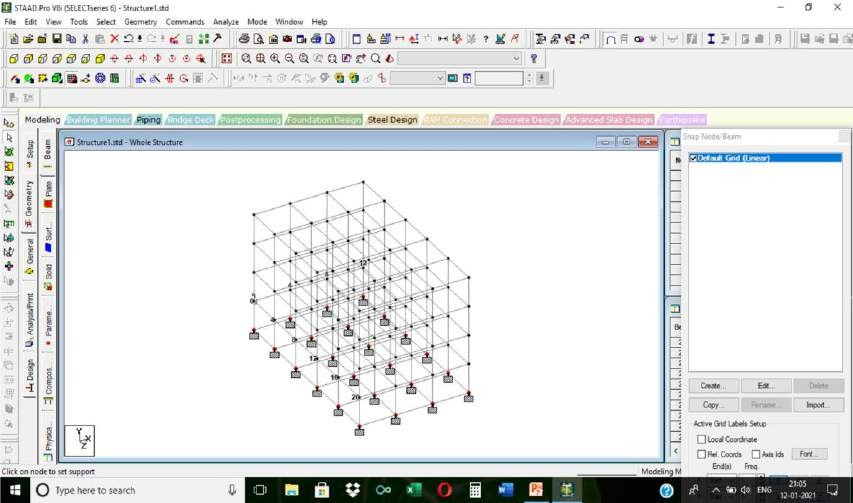 STAAD.Pro V8i (SELECTseries 6) - Structure1.std
File Edit View Tools Select Geometry Commands Analyze Mode Window Help
Modeling Building Planner Piping Bridge Deck Postprocessing Foundation Design Steel Design RAM Connection Concrete Design Advanced Slab Design Earthquake
Structure1.std - Whole Structure
Snap Node/Beam
Default Grid (Linear)
Setup
Geometry
General
Analysis/Print
Design
Beam
Plate
Surf...
Solid
Parame...
Compos...
Physica...
12
20
Y
X
Z
Create...
Edit...
Delete
Copy...
Rename...
Import...
Active Grid Labels Setup
Local Coordinate
Rel. Coords
Axis Ids
Font...
End(s)
Freq.
Click on node to set support
Modeling M
Type here to search
ENG
21:05
12-01-2021